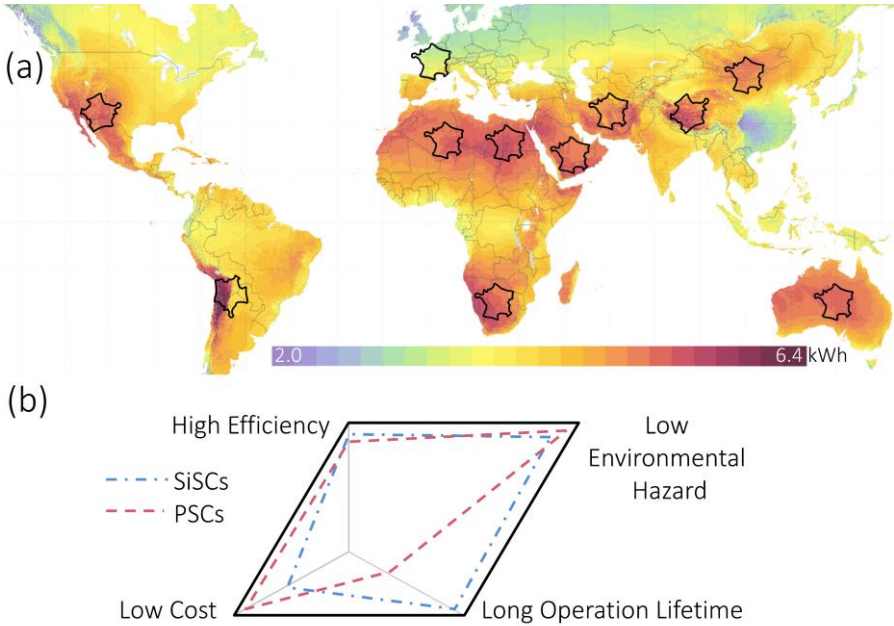 (a)
2.0
6.4 kWh
(b)
High Efficiency
Low
Environmental
Hazard
SiSCs
PSCs
Low Cost
Long Operation Lifetime